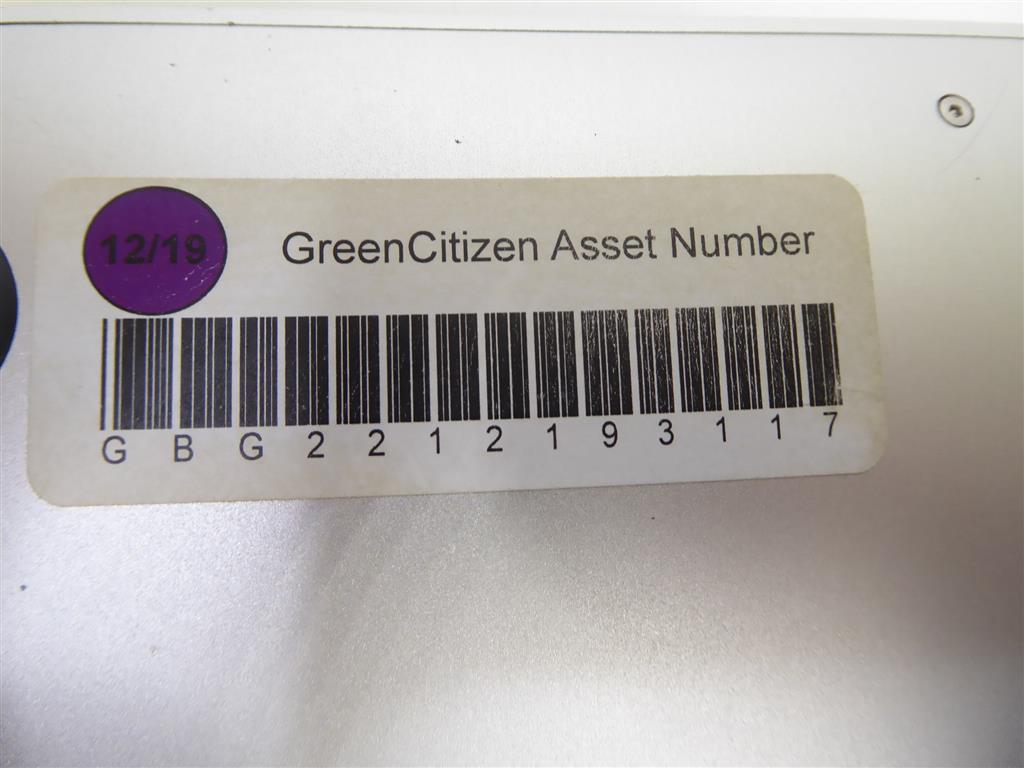 12/19
GreenCitizen Asset Number
G B G 2 2 1 2 1 9 3 1 1 7